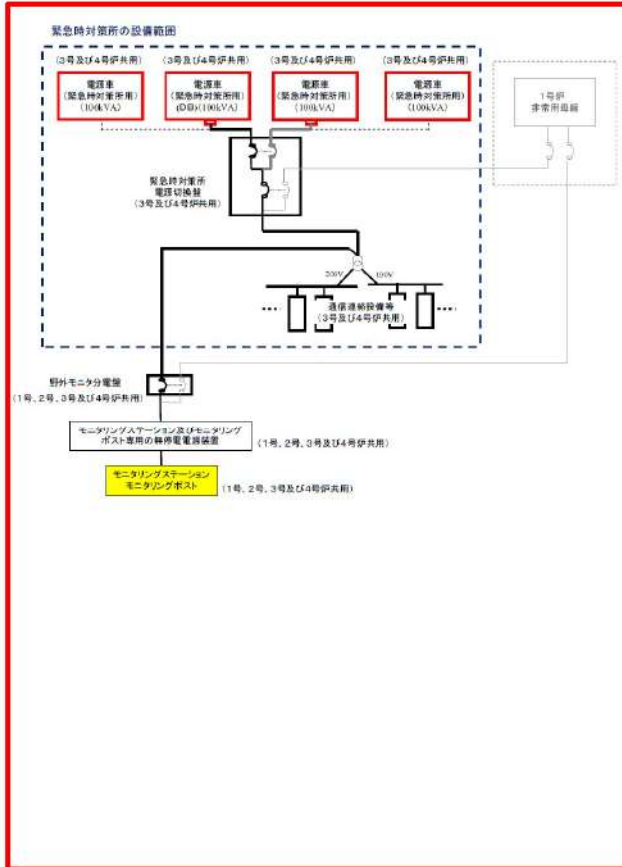 緊急時対策所の設備範囲
(3号及び4号炉共用)
(3号及び4号炉共用)
(3号及び4号炉共用)
(3号及び4号炉共用)
電源車
(緊急時対策所用)
(100kVA)
電源車
(緊急時対策所用)
(DB)(100kVA)
電源車
(緊急時対策所用)
(100kVA)
電源車
(緊急時対策所用)
(100kVA)
1号炉
非常用母線
緊急時対策所
電源切換盤
(3号及び4号炉共用)
200V
100V
通信連絡設備等
(3号及び4号炉共用)
野外モニタ分電盤
(1号、2号、3号及び4号炉共用)
モニタリングステーション及びモニタリング
ポスト専用の無停電電源装置
(1号、2号、3号及び4号炉共用)
モニタリングステーション
モニタリングポスト
(1号、2号、3号及び4号炉共用)